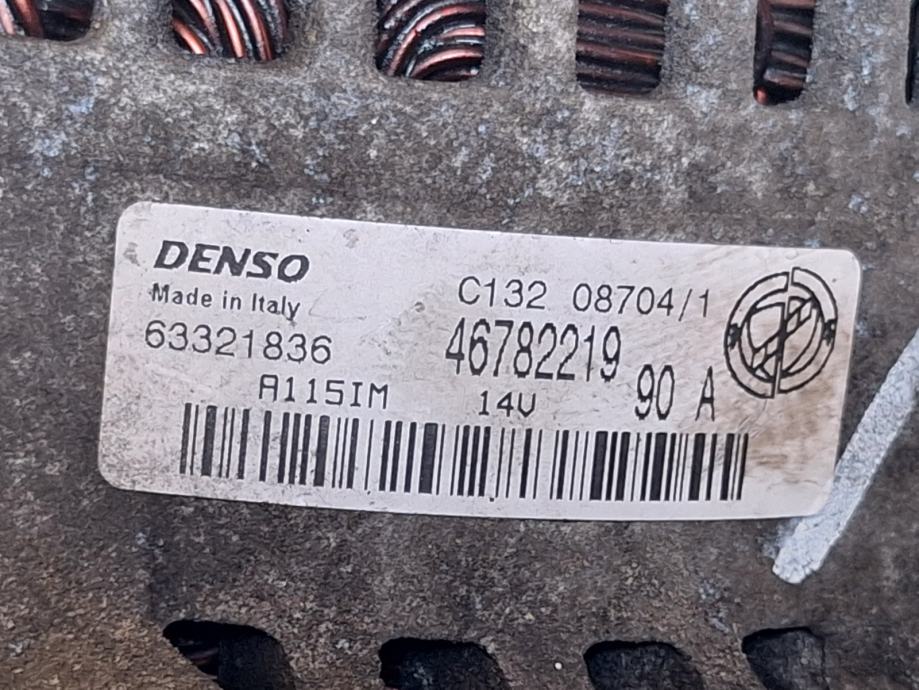 DENSO
Made in Italy
C132 08704/1
63321836
46782219
90 A
A115IM
14V